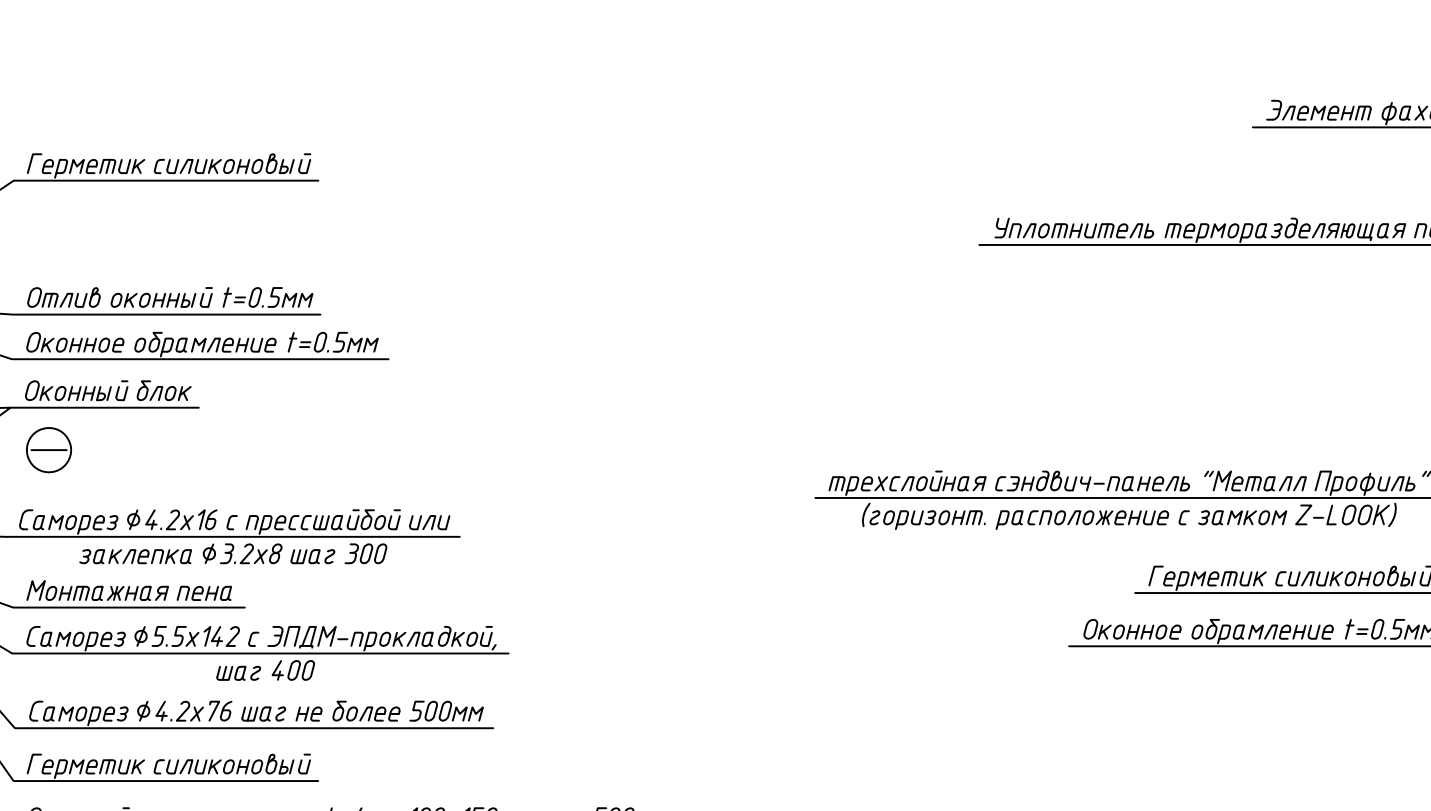 Элемент
Герметик силиконовый
Уплотнитель терморазделяющая
Отлив оконный t=0.5мм
Оконное обрамление t=0.5мм
Оконный блок
трехслойная сэндвич-панель "Металл Профиль"
(горизонт. расположение с замком Z-LOOK)
Саморез Ф4.2х16 с прессшайбой или
заклепка Ф3.2х8 шаг 300
Герметик силиконовый
Монтажная пена
Оконное обрамление t=0.5мм
Саморез Ф5.5х142 с ЭПДМ-прокладкой,
шаг 400
Саморез Ф4.2х76 шаг не более 500мм
Герметик силиконовый